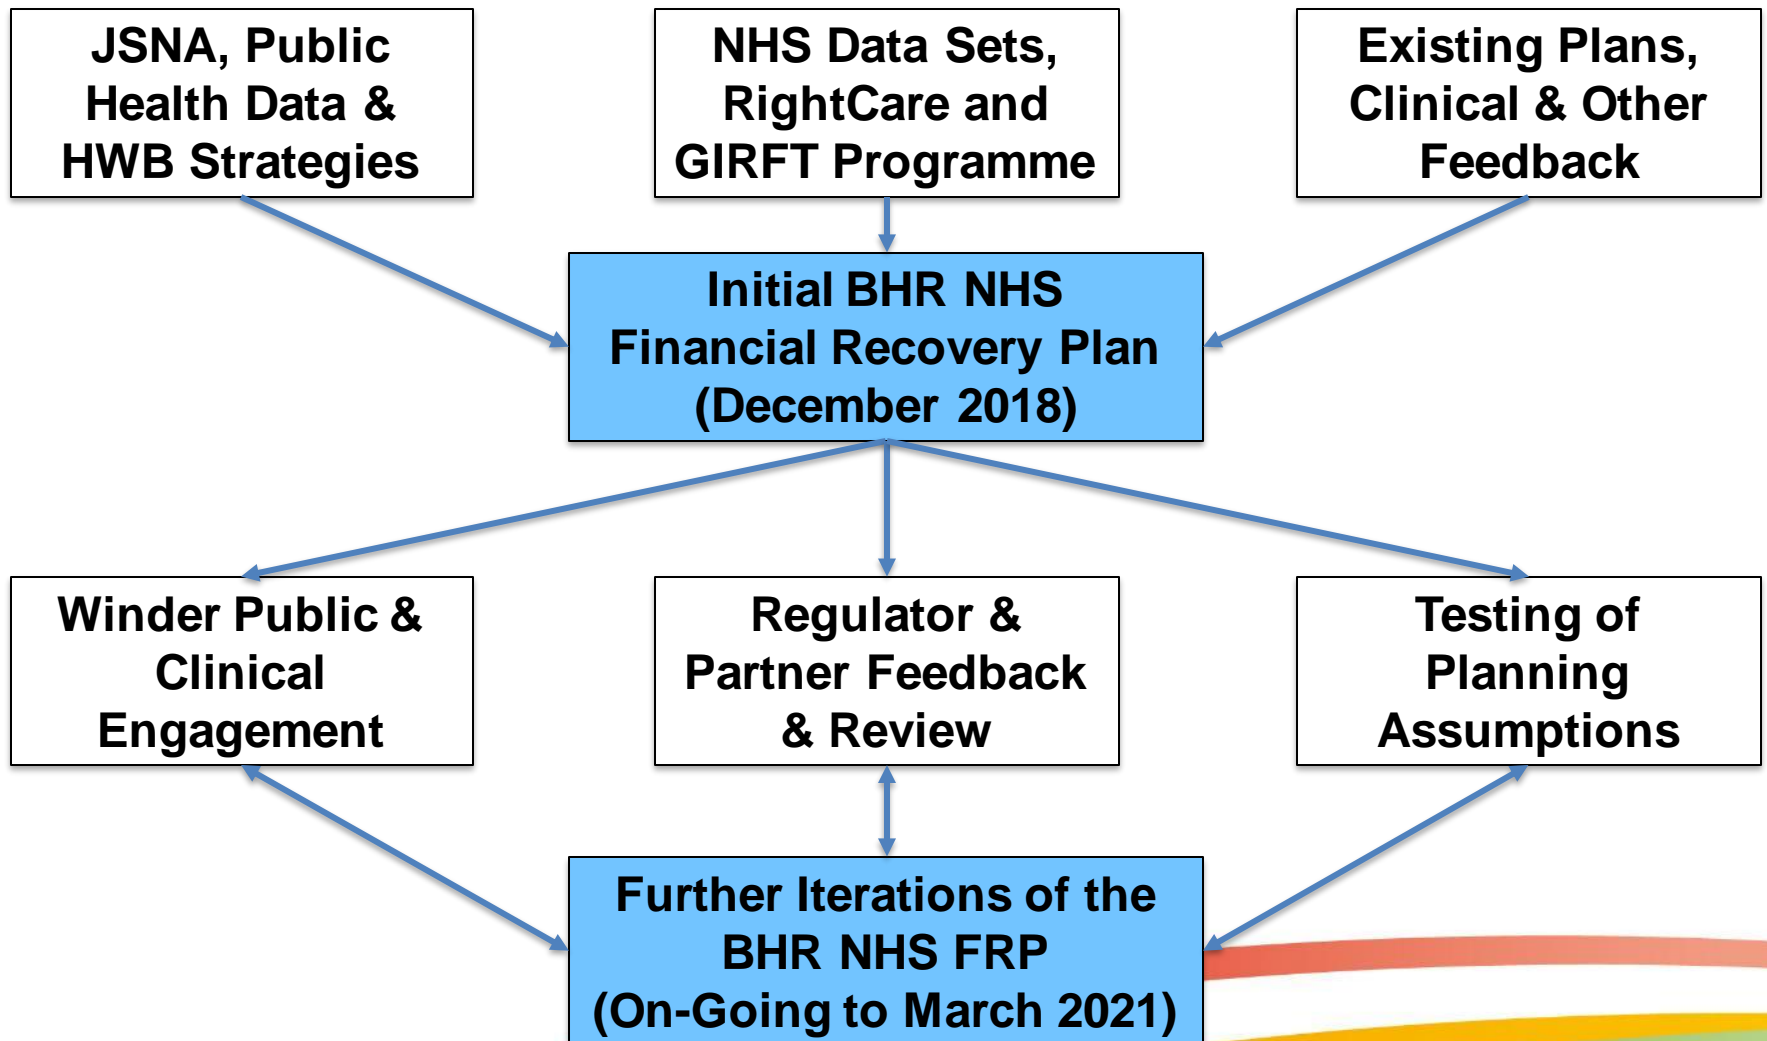 JSNA, Public
Health Data &
HWB Strategies
NHS Data Sets,
RightCare and
GIRFT Programme
Existing Plans,
Clinical & Other
Feedback
Initial BHR NHS
Financial Recovery Plan
(December 2018)
Winder Public &
Clinical
Engagement
Regulator &
Partner Feedback
& Review
Testing of
Planning
Assumptions
Further Iterations of the
BHR NHS FRP
(On-Going to March 2021)